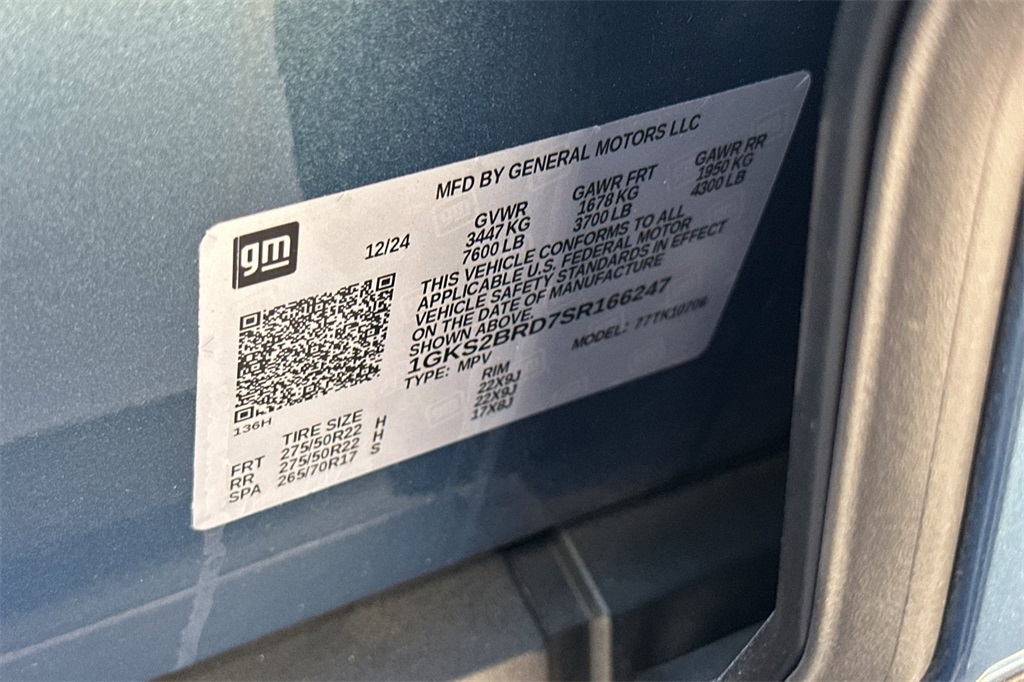 MFD BY GENERAL MOTORS LLC
gm
12/24
GVWR GAWR FRT GAWR RR
3447 KG 1678 KG 1950 KG
7600 LB 3700 LB 4300 LB
THIS VEHICLE CONFORMS TO ALL
APPLICABLE U.S. FEDERAL MOTOR
VEHICLE SAFETY STANDARDS IN EFFECT
ON THE DATE OF MANUFACTURE
SHOWN ABOVE.
1GKS2BRD7SR166247
TYPE: MPV MODEL: 77TK10706
136H
TIRE SIZE RIM
FRT 275/50R22 H 22X9J
RR 275/50R22 H 22X9J
SPA 265/70R17 S 17X8J